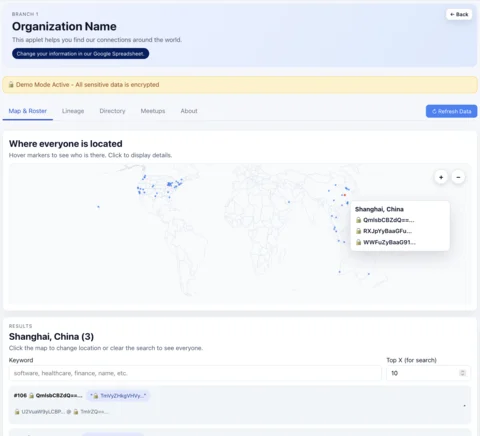 BRANCH 1
← Back
Organization Name
This applet helps you find our connections around the world.
Change your information in our Google Spreadsheet.
🔒 Demo Mode Active - All sensitive data is encrypted
Map & Roster
Lineage
Directory
Meetups
About
Refresh Data
Where everyone is located
Hover markers to see who is there. Click to display details.
+
−
Shanghai, China
🔒 QmlsbCBZdQ==...
🔒 RXJpYyBaaGFu...
🔒 WWFuZyBaaG91...
RESULTS
Shanghai, China (3)
Click the map to change location or clear the search to see everyone.
Keyword
Top X (for search)
software, healthcare, finance, name, etc.
10
#106 🔒 QmlsbCBZdQ==...
"🔒 TmVyZHkgVHVy..."
🔒 U2VuaW9yLCBP... @ 🔒 TmlrZQ==...